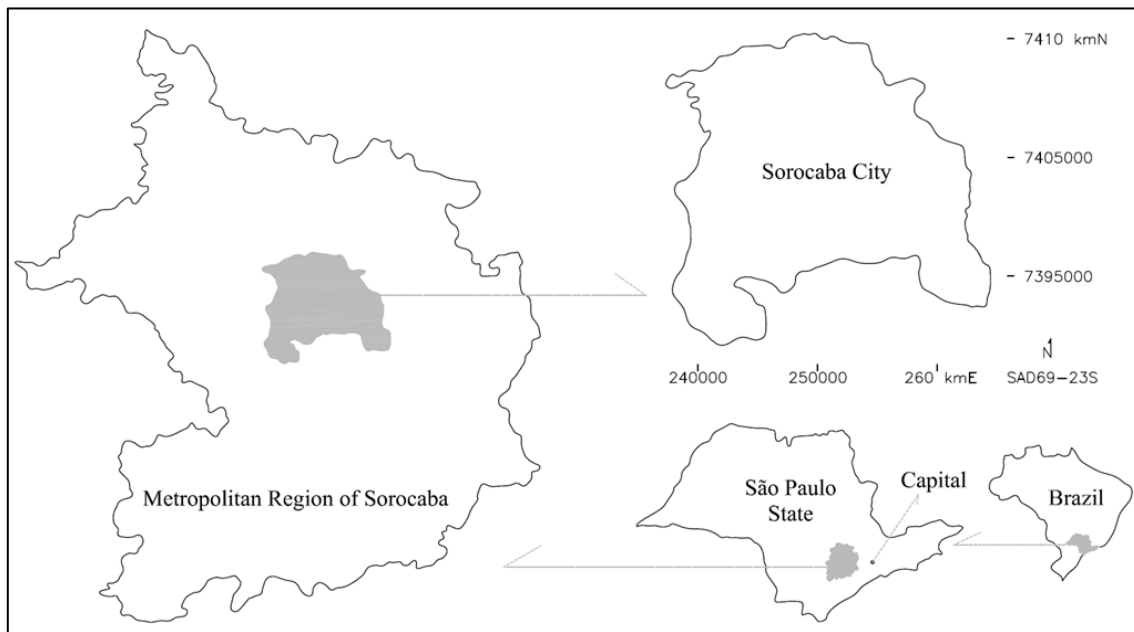 - 7410 kmN
- 7405000
Sorocaba City
- 7395000
N
240000
250000
260 kmE
SAD69-23S
Metropolitan Region of Sorocaba
São Paulo
State
Capital
Brazil